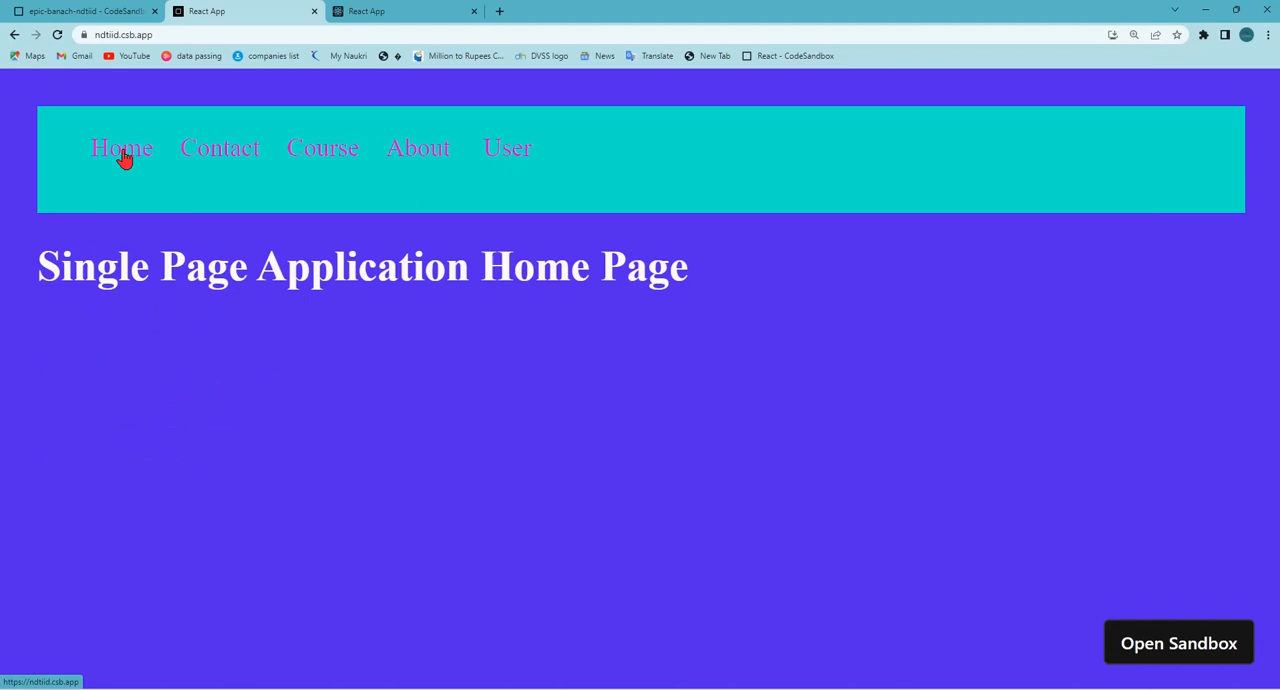 epic-banach-ndtiid - CodeSandb
React App
React App
ndtiid.csb.app
Maps Gmail YouTube data passing companies list My Naukri Million to Rupees C... DVSS logo News Translate New Tab React - CodeSandbox
Home Contact Course About User
Single Page Application Home Page
Open Sandbox
https://ndtiid.csb.app